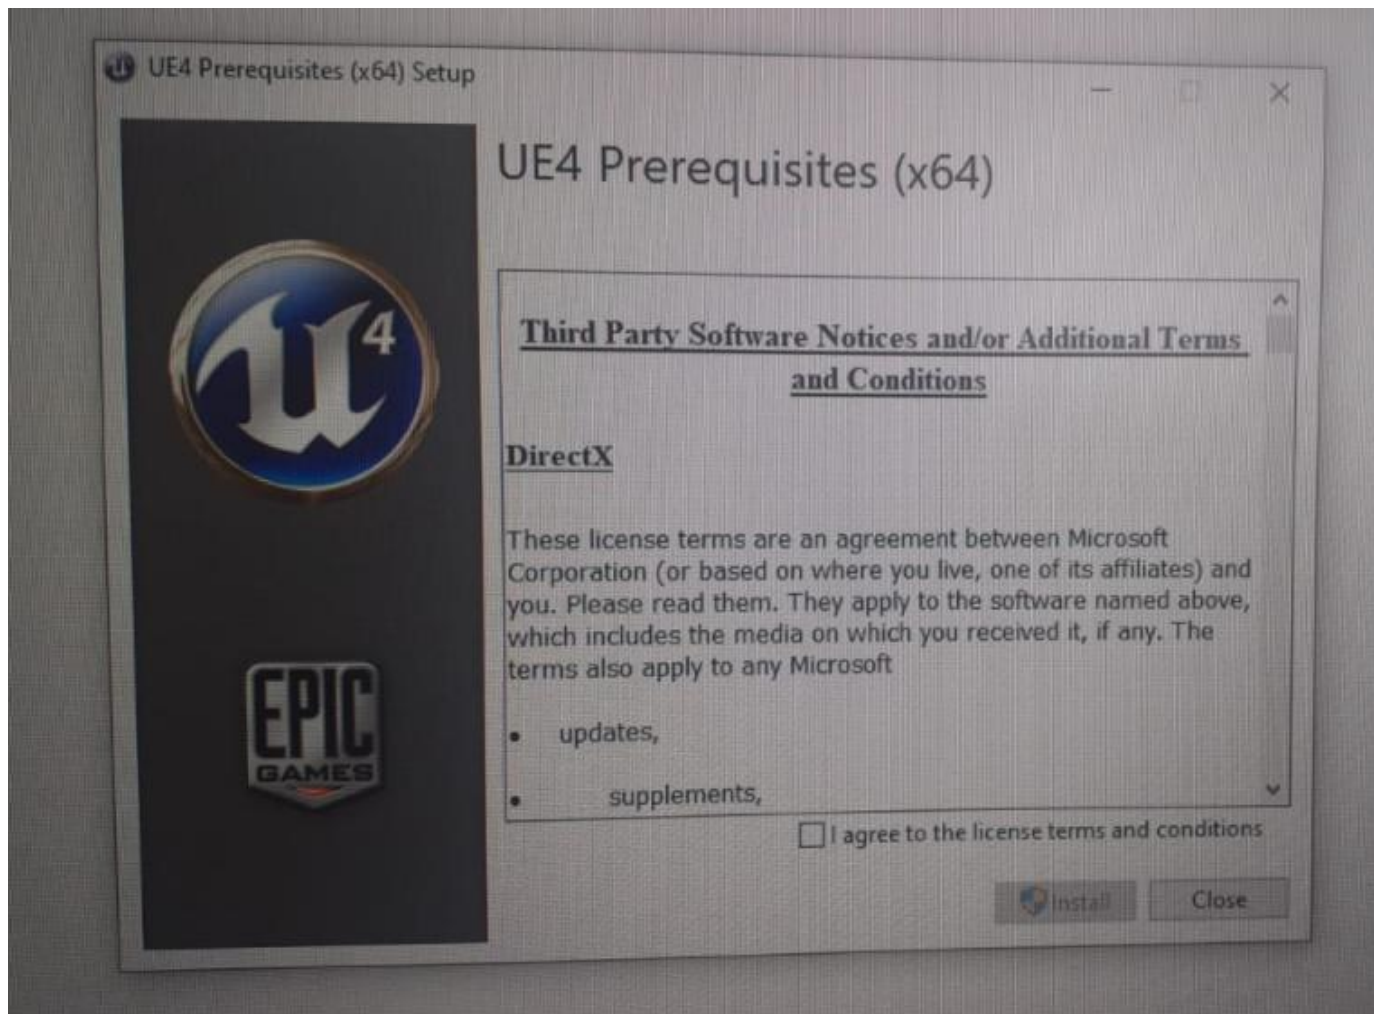 UE4 Prerequisites (x64) Setup
UE4 Prerequisites (x64)
Third Party Software Notices and/or Additional Terms
and Conditions
DirectX
These license terms are an agreement between Microsoft
Corporation (or based on where you live, one of its affiliates) and
you. Please read them. They apply to the software named above,
which includes the media on which you received it, if any. The
terms also apply to any Microsoft
• updates,
• supplements,
I agree to the license terms and conditions
Install
Close
U4
EPIC
GAMES